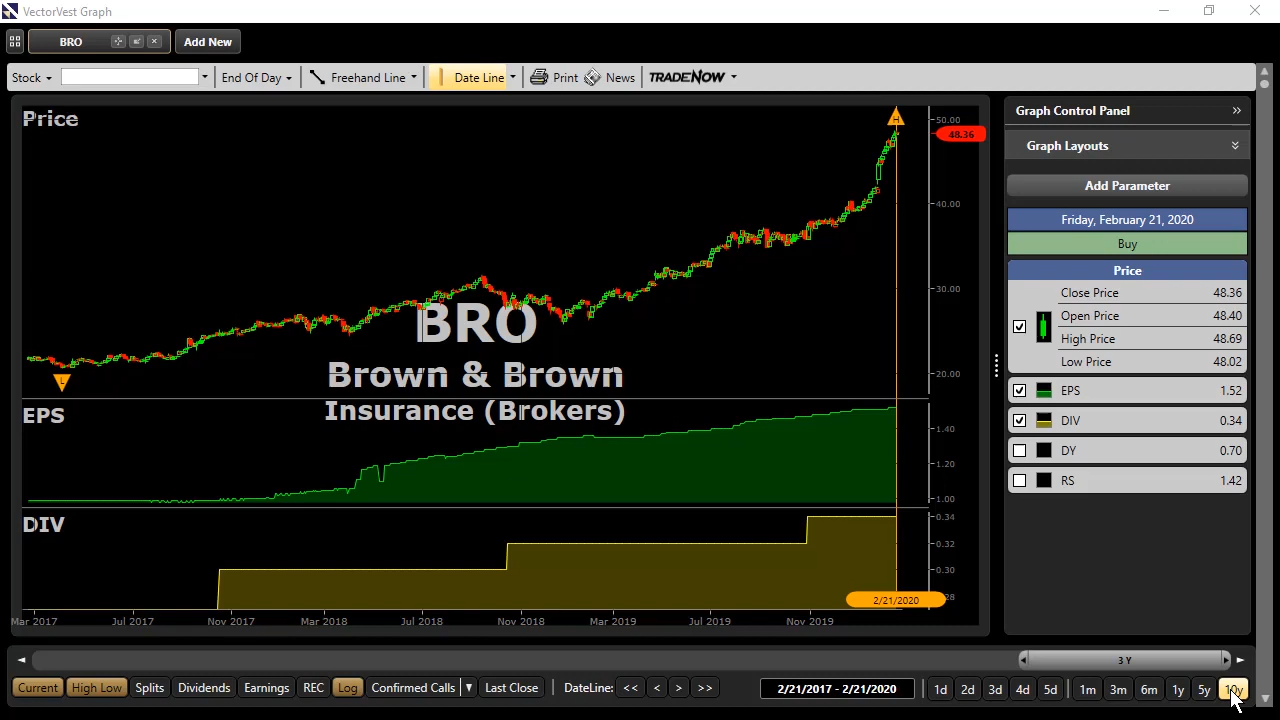 VectorVest Graph
BRO
Add New
Stock
End Of Day
Freehand Line
Date Line
Print
News
TRADENOW
Price
50.00
48.36
40.00
30.00
20.00
BRO
Brown & Brown
Insurance (Brokers)
EPS
1.40
1.20
1.00
DIV
0.34
0.32
0.30
28
2/21/2020
Mar 2017 Jul 2017 Nov 2017 Mar 2018 Jul 2018 Nov 2018 Mar 2019 Jul 2019 Nov 2019
Graph Control Panel
Graph Layouts
Add Parameter
Friday, February 21, 2020
Buy
Price
Close Price 48.36
Open Price 48.40
High Price 48.69
Low Price 48.02
EPS 1.52
DIV 0.34
DY 0.70
RS 1.42
3 Y
Current High Low Splits Dividends Earnings REC Log Confirmed Calls Last Close DateLine: << < > >> 2/21/2017 - 2/21/2020 1d 2d 3d 4d 5d 1m 3m 6m 1y 5y 10y